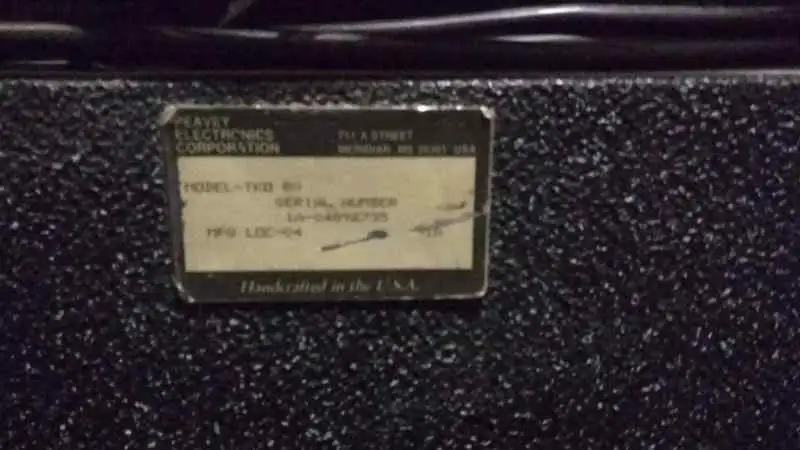 PEAVEY
ELECTRONICS
CORPORATION
711 A STREET
MERIDIAN, MS 39301 USA
MODEL-TKO 80
SERIAL NUMBER
MFG LOC-04
Handcrafted in the U.S.A.